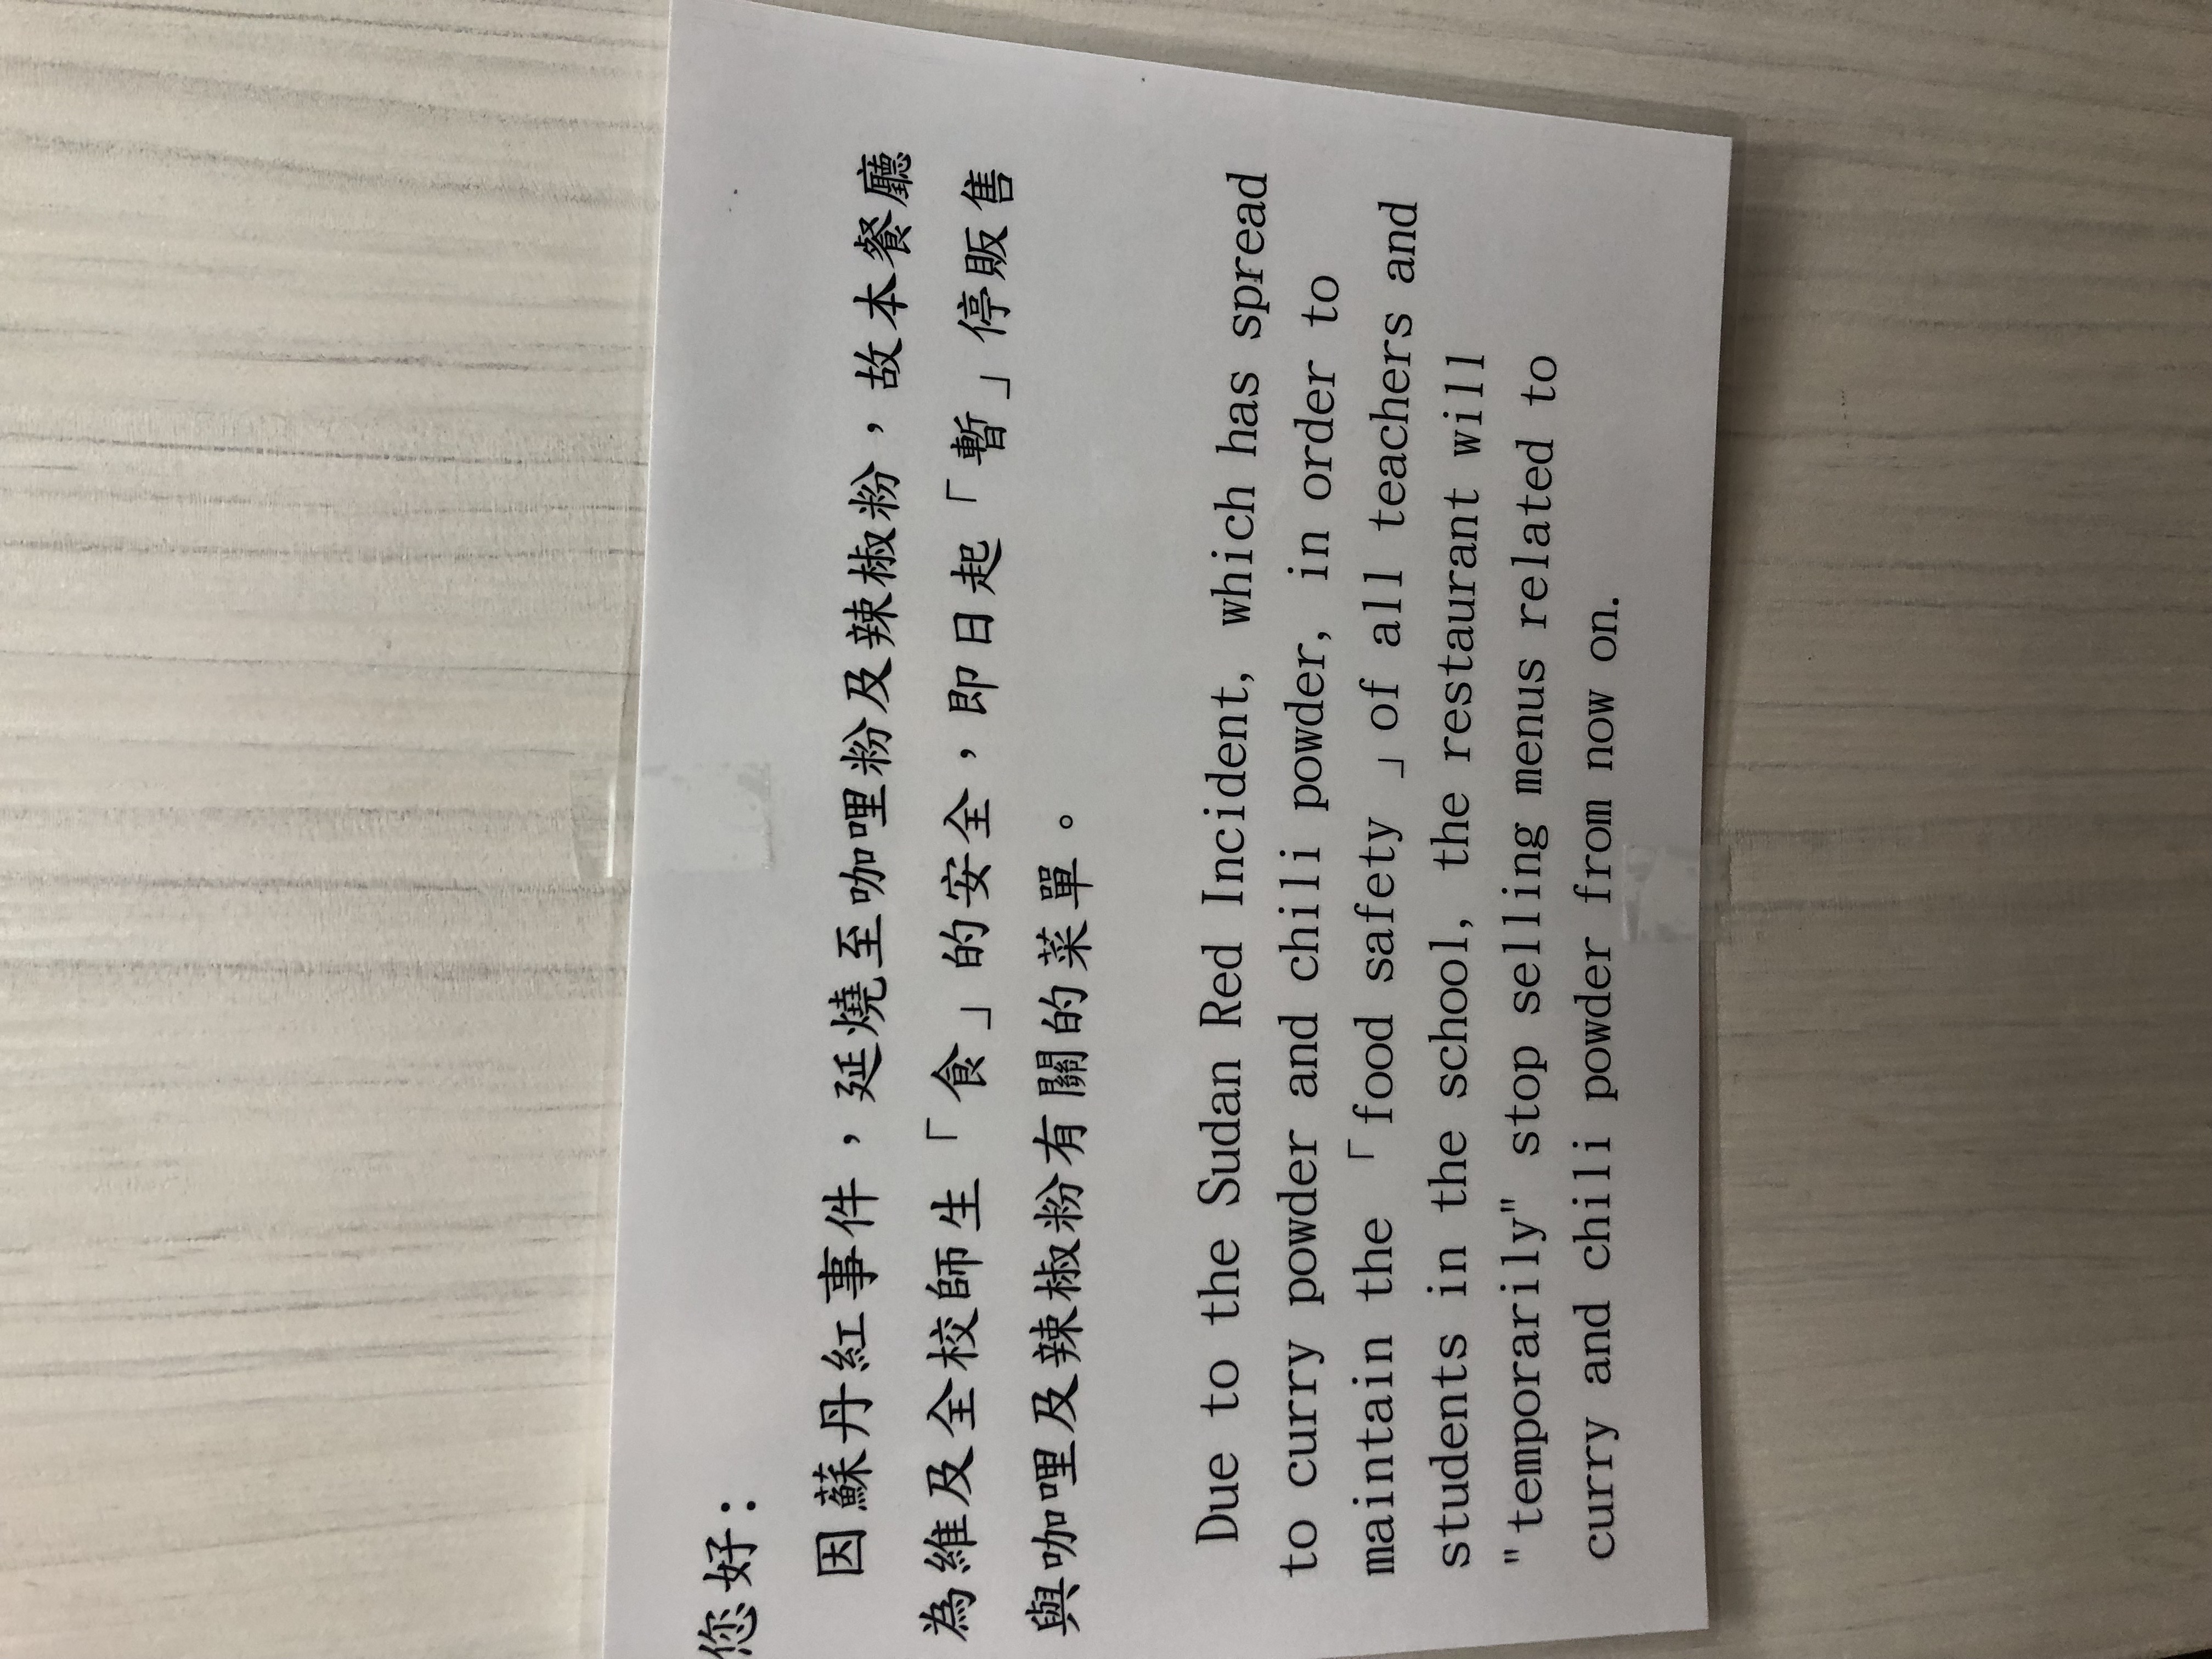 您好：
因蘇丹紅事件，延燒至咖哩粉及辣椒粉，故本餐廳
為維及全校師生「食」的安全，即日起「暫」停販售
與咖哩及辣椒粉有關的菜單。
Due to the Sudan Red Incident, which has spread
to curry powder and chili powder, in order to
maintain the 「food safety 」of all teachers and
students in the school, the restaurant will
"temporarily" stop selling menus related to
curry and chili powder from now on.